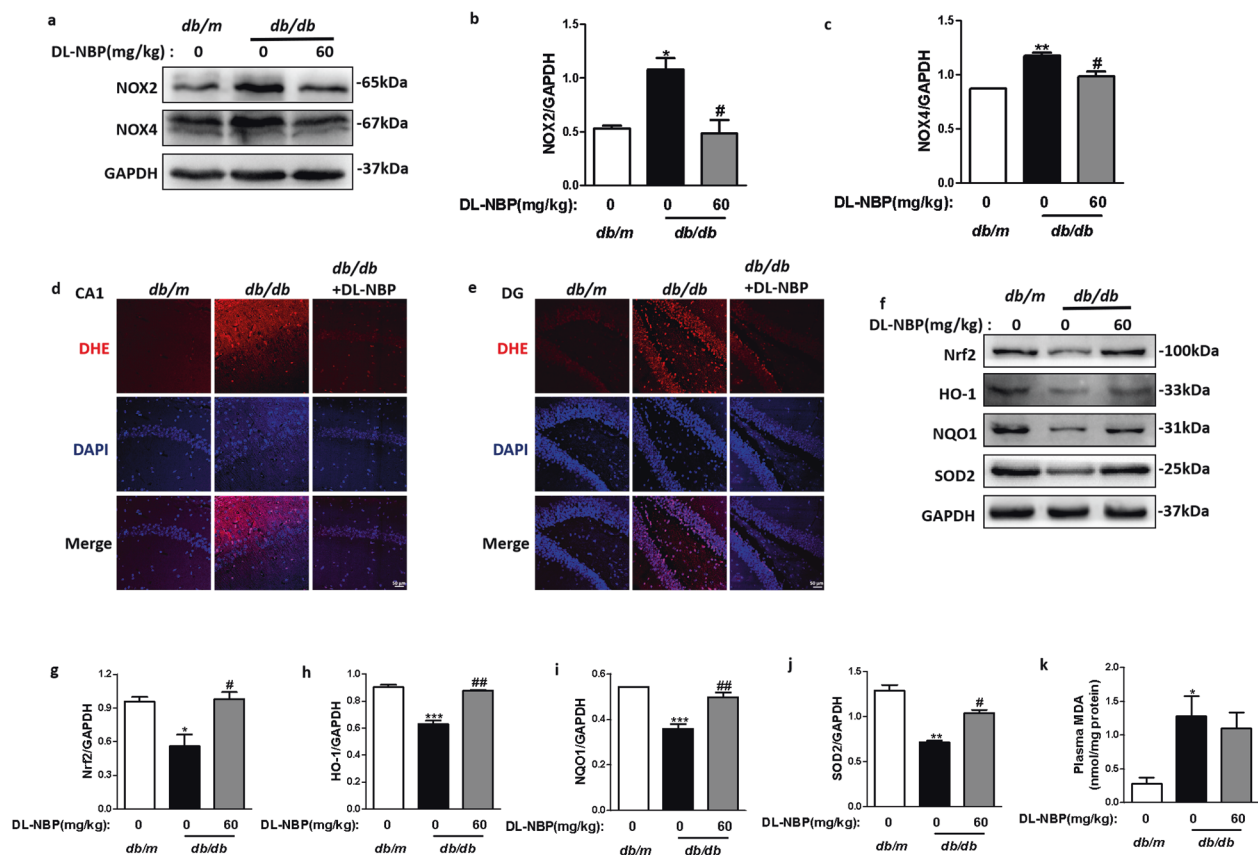 a
db/m db/db
DL-NBP(mg/kg) : 0 0 60
NOX2 -65kDa
NOX4 -67kDa
GAPDH -37kDa
b
NOX2/GAPDH
1.5
1.0
0.5
0.0
* #
DL-NBP(mg/kg): 0 0 60
db/m db/db
c
NOX4/GAPDH
1.5
1.0
0.5
0.0
** #
DL-NBP(mg/kg): 0 0 60
db/m db/db
d CA1 db/m db/db db/db
+DL-NBP
DHE
DAPI
Merge
50 μm
e DG db/m db/db db/db
+DL-NBP
DHE
DAPI
Merge
50 μm
f
db/m db/db
DL-NBP(mg/kg) : 0 0 60
Nrf2 -100kDa
HO-1 -33kDa
NQO1 -31kDa
SOD2 -25kDa
GAPDH -37kDa
g
Nrf2/GAPDH
1.2
0.9
0.6
0.3
0.0
* #
DL-NBP(mg/kg): 0 0 60
db/m db/db
h
HO-1/GAPDH
1.0
0.8
0.6
0.4
0.2
0.0
*** ##
DL-NBP(mg/kg): 0 0 60
db/m db/db
i
NQO1/GAPDH
0.6
0.4
0.2
0.0
*** ##
DL-NBP(mg/kg): 0 0 60
db/m db/db
j
SOD2/GAPDH
1.5
1.0
0.5
0.0
** #
DL-NBP(mg/kg): 0 0 60
db/m db/db
k
Plasma MDA
(nmol/mg protein)
2.0
1.5
1.0
0.5
0.0
*
DL-NBP(mg/kg): 0 0 60
db/m db/db